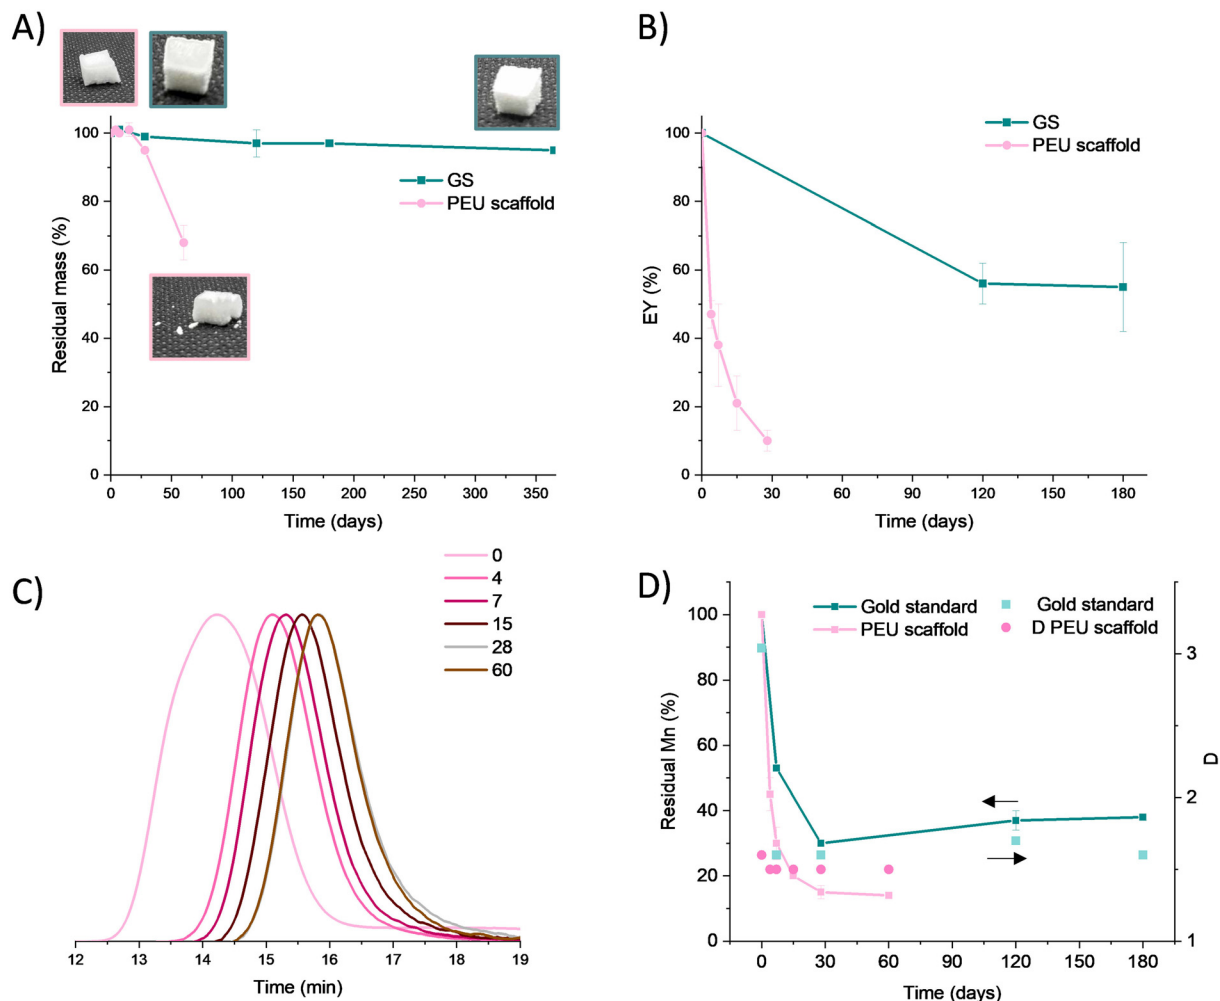 A)
Residual mass (%)
100
80
60
40
20
0
GS
PEU scaffold
0 50 100 150 200 250 300 350
Time (days)
B)
EY (%)
100
80
60
40
20
0
GS
PEU scaffold
0 30 60 90 120 150 180
Time (days)
C)
0
4
7
15
28
60
12 13 14 15 16 17 18 19
Time (min)
D)
Residual Mn (%)
100
80
60
40
20
0
Gold standard
PEU scaffold
Gold standard
D PEU scaffold
3
2
1
D
0 30 60 90 120 150 180
Time (days)